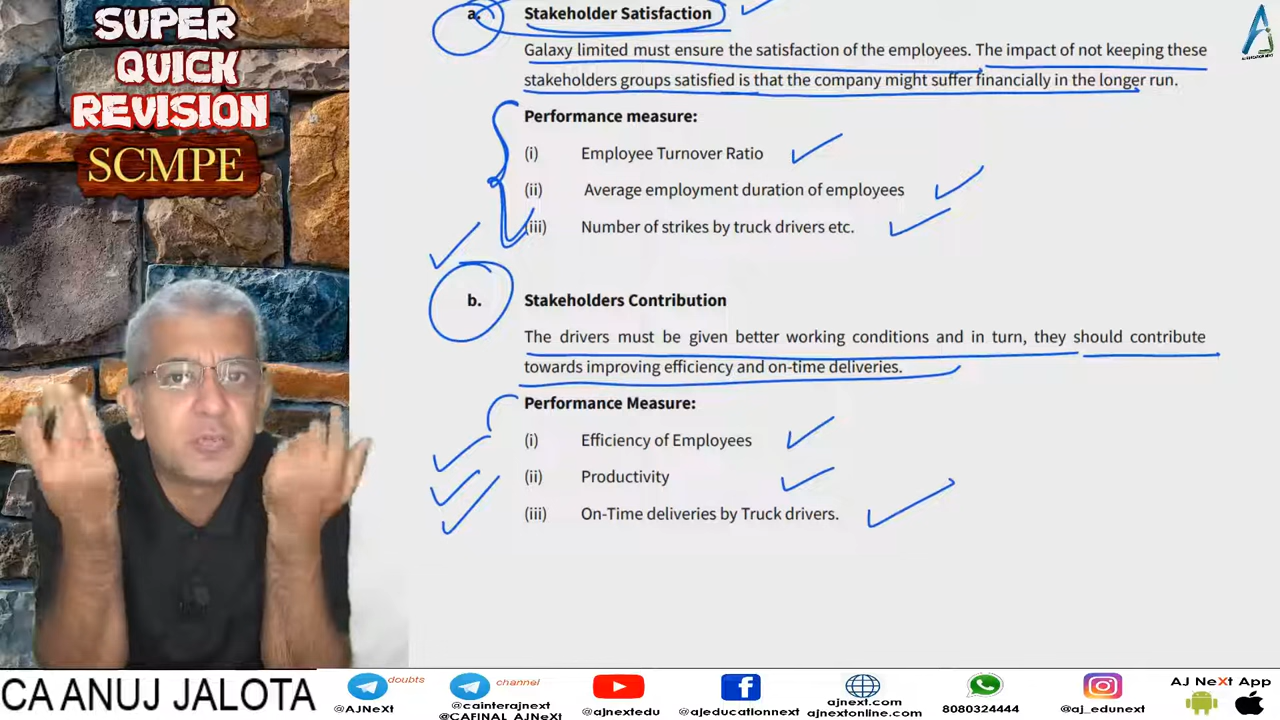 SUPER
QUICK
REVISION
SCMPE
a. Stakeholder Satisfaction
Galaxy limited must ensure the satisfaction of the employees. The impact of not keeping these
stakeholders groups satisfied is that the company might suffer financially in the longer run.
Performance measure:
(i) Employee Turnover Ratio
(ii) Average employment duration of employees
(iii) Number of strikes by truck drivers etc.
b. Stakeholders Contribution
The drivers must be given better working conditions and in turn, they should contribute
towards improving efficiency and on-time deliveries.
Performance Measure:
(i) Efficiency of Employees
(ii) Productivity
(iii) On-Time deliveries by Truck drivers.
CA ANUJ JALOTA
doubts
@AJNeXt
channel
@cainterajnext
@CAFINAL_AJNeXt
@ajnextedu
@ajeducationnext
ajnext.com
ajnextonline.com
8080324444
@aj_edunext
AJ NeXt App